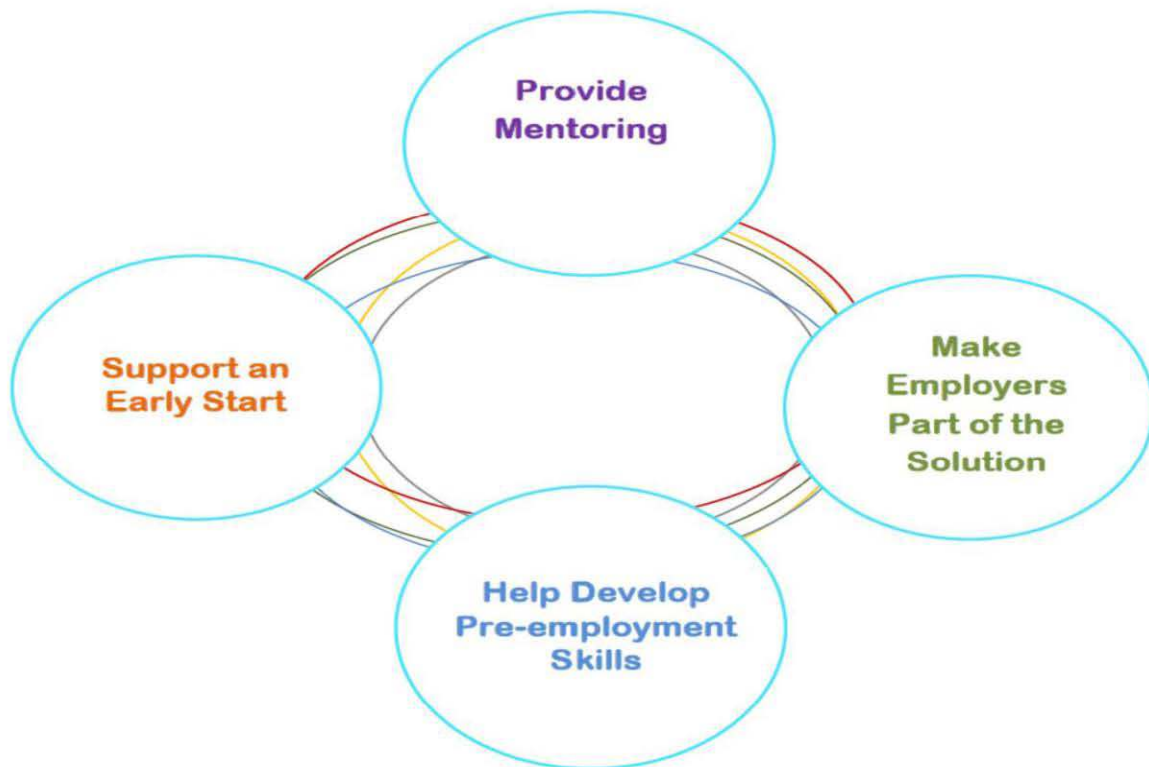 Provide
Mentoring
Support an
Early Start
Make
Employers
Part of the
Solution
Help Develop
Pre-employment
Skills